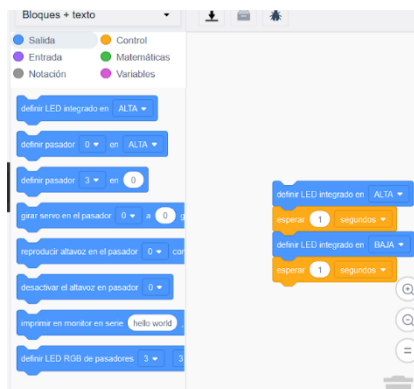 Bloques + texto
Salida
Control
Entrada
Matemáticas
Notación
Variables
definir LED integrado en ALTA
definir pasador 0 en ALTA
definir pasador 3 en 0
girar servo en el pasador 0 a 0 g
reproducir altavoz en el pasador 0 con
desactivar el altavoz en pasador 0
imprimir en monitor en serie hello world
definir LED RGB de pasadores 3 3
definir LED integrado en ALTA
esperar 1 segundos
definir LED integrado en BAJA
esperar 1 segundos